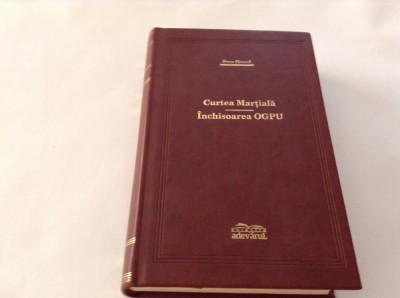 Curtea Marțială
Închisoarea OGPU
adevărul